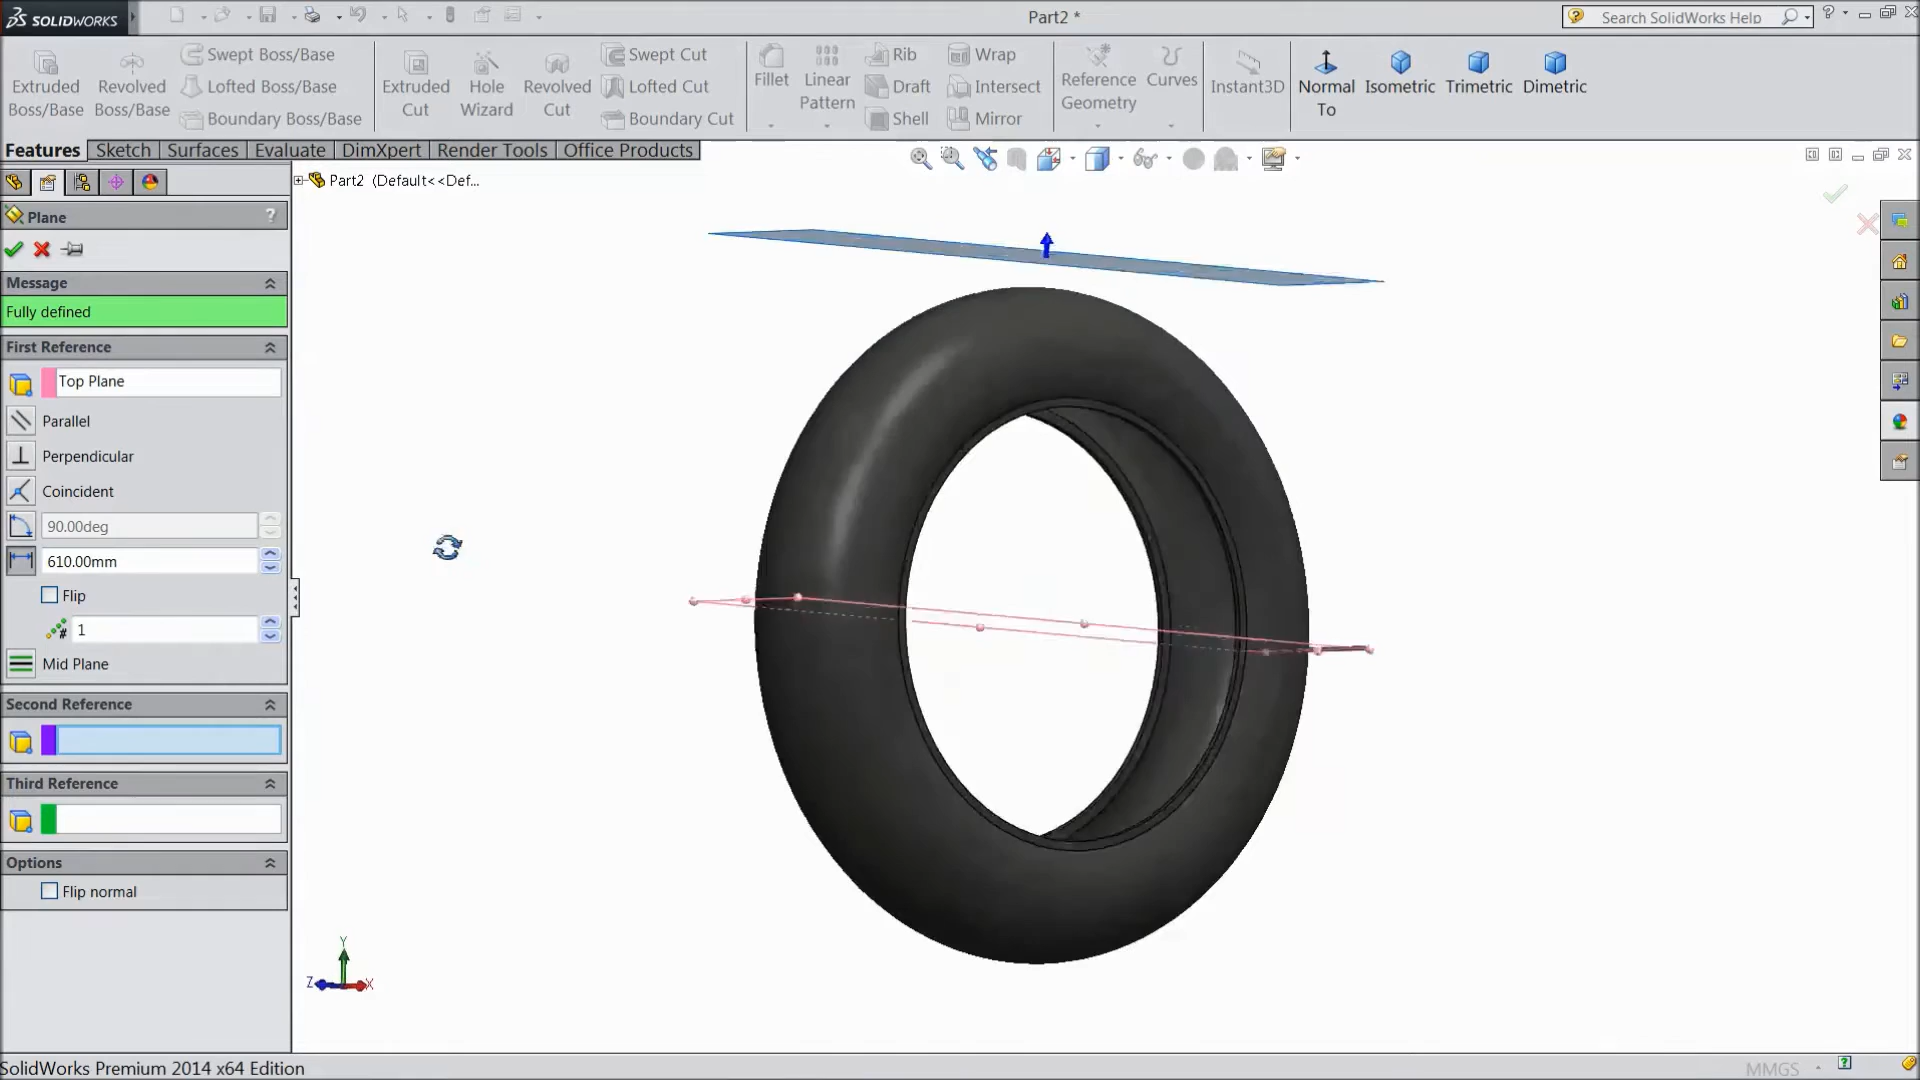 SOLIDWORKS
Part2 *
Search SolidWorks Help
Extruded Boss/Base
Revolved Boss/Base
Swept Boss/Base
Lofted Boss/Base
Boundary Boss/Base
Extruded Cut
Hole Wizard
Revolved Cut
Swept Cut
Lofted Cut
Boundary Cut
Fillet
Linear Pattern
Rib
Draft
Shell
Wrap
Intersect
Mirror
Reference Geometry
Curves
Instant3D
Normal To
Isometric
Trimetric
Dimetric
Features
Sketch
Surfaces
Evaluate
DimXpert
Render Tools
Office Products
Part2 (Default<<Def...
Plane
?
Message
Fully defined
First Reference
Top Plane
Parallel
Perpendicular
Coincident
90.00deg
610.00mm
Flip
1
Mid Plane
Second Reference
Third Reference
Options
Flip normal
Y
Z
X
SolidWorks Premium 2014 x64 Edition
MMGS